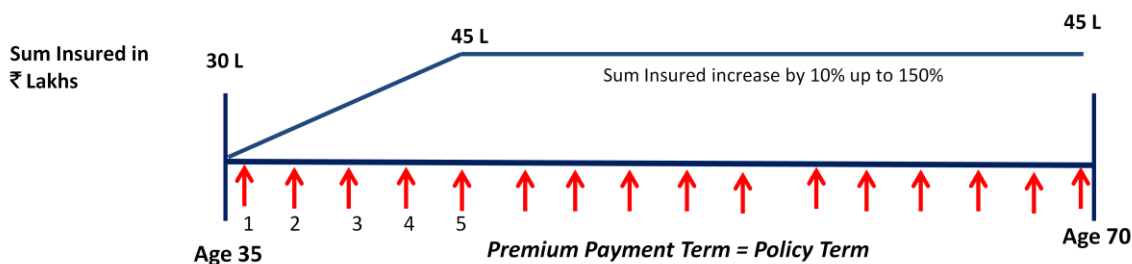 Sum Insured in
₹ Lakhs
30 L
45 L
45 L
Sum Insured increase by 10% up to 150%
1 2 3 4 5
Age 35
Premium Payment Term = Policy Term
Age 70